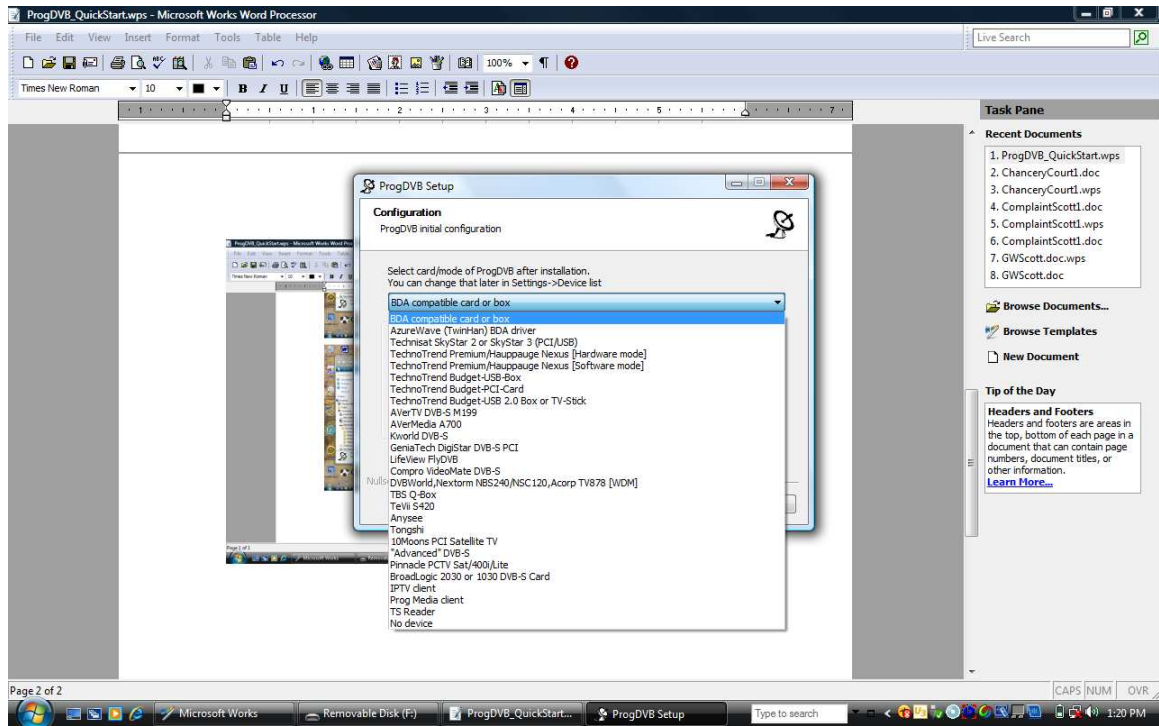 ProgDVB_QuickStart.wps - Microsoft Works Word Processor
File Edit View Insert Format Tools Table Help
Live Search
100%
Times New Roman 10 B I U
1 1 2 3 4 5 7
Task Pane
Recent Documents
1. ProgDVB_QuickStart.wps
2. ChanceryCourt1.doc
3. ChanceryCourt1.wps
4. ComplaintScott1.doc
5. ComplaintScott1.wps
6. ComplaintScott1.doc
7. GWScott.doc.wps
8. GWScott.doc
Browse Documents...
Browse Templates
New Document
Tip of the Day
Headers and Footers
Headers and footers are areas in
the top, bottom of each page in a
document that can contain page
numbers, document titles, or
other information.
Learn More...
ProgDVB Setup
Configuration
ProgDVB initial configuration
Select card/mode of ProgDVB after installation.
You can change that later in Settings->Device list
BDA compatible card or box
BDA compatible card or box
AzureWave (TwinHan) BDA driver
Technisat SkyStar 2 or SkyStar 3 (PCI/USB)
TechnoTrend Premium/Hauppauge Nexus [Hardware mode]
TechnoTrend Premium/Hauppauge Nexus [Software mode]
TechnoTrend Budget-USB-Box
TechnoTrend Budget-PCI-Card
TechnoTrend Budget-USB 2.0 Box or TV-Stick
AVerTV DVB-S M199
AVerMedia A700
Kworld DVB-S
GeniaTech DigiStar DVB-S PCI
LifeView FlyDVB
Compro VideoMate DVB-S
DVBWorld,Nextorm NBS240/NSC120,Acorp TV878 [WDM]
TBS Q-Box
TeVii S420
Anysee
Tongshi
10Moons PCI Satellite TV
"Advanced" DVB-S
Pinnacle PCTV Sat/400i/Lite
BroadLogic 2030 or 1030 DVB-S Card
IPTV client
Prog Media client
TS Reader
No device
Page 2 of 2
CAPS NUM OVR
Microsoft Works Removable Disk (F:) ProgDVB_QuickStart... ProgDVB Setup Type to search 1:20 PM